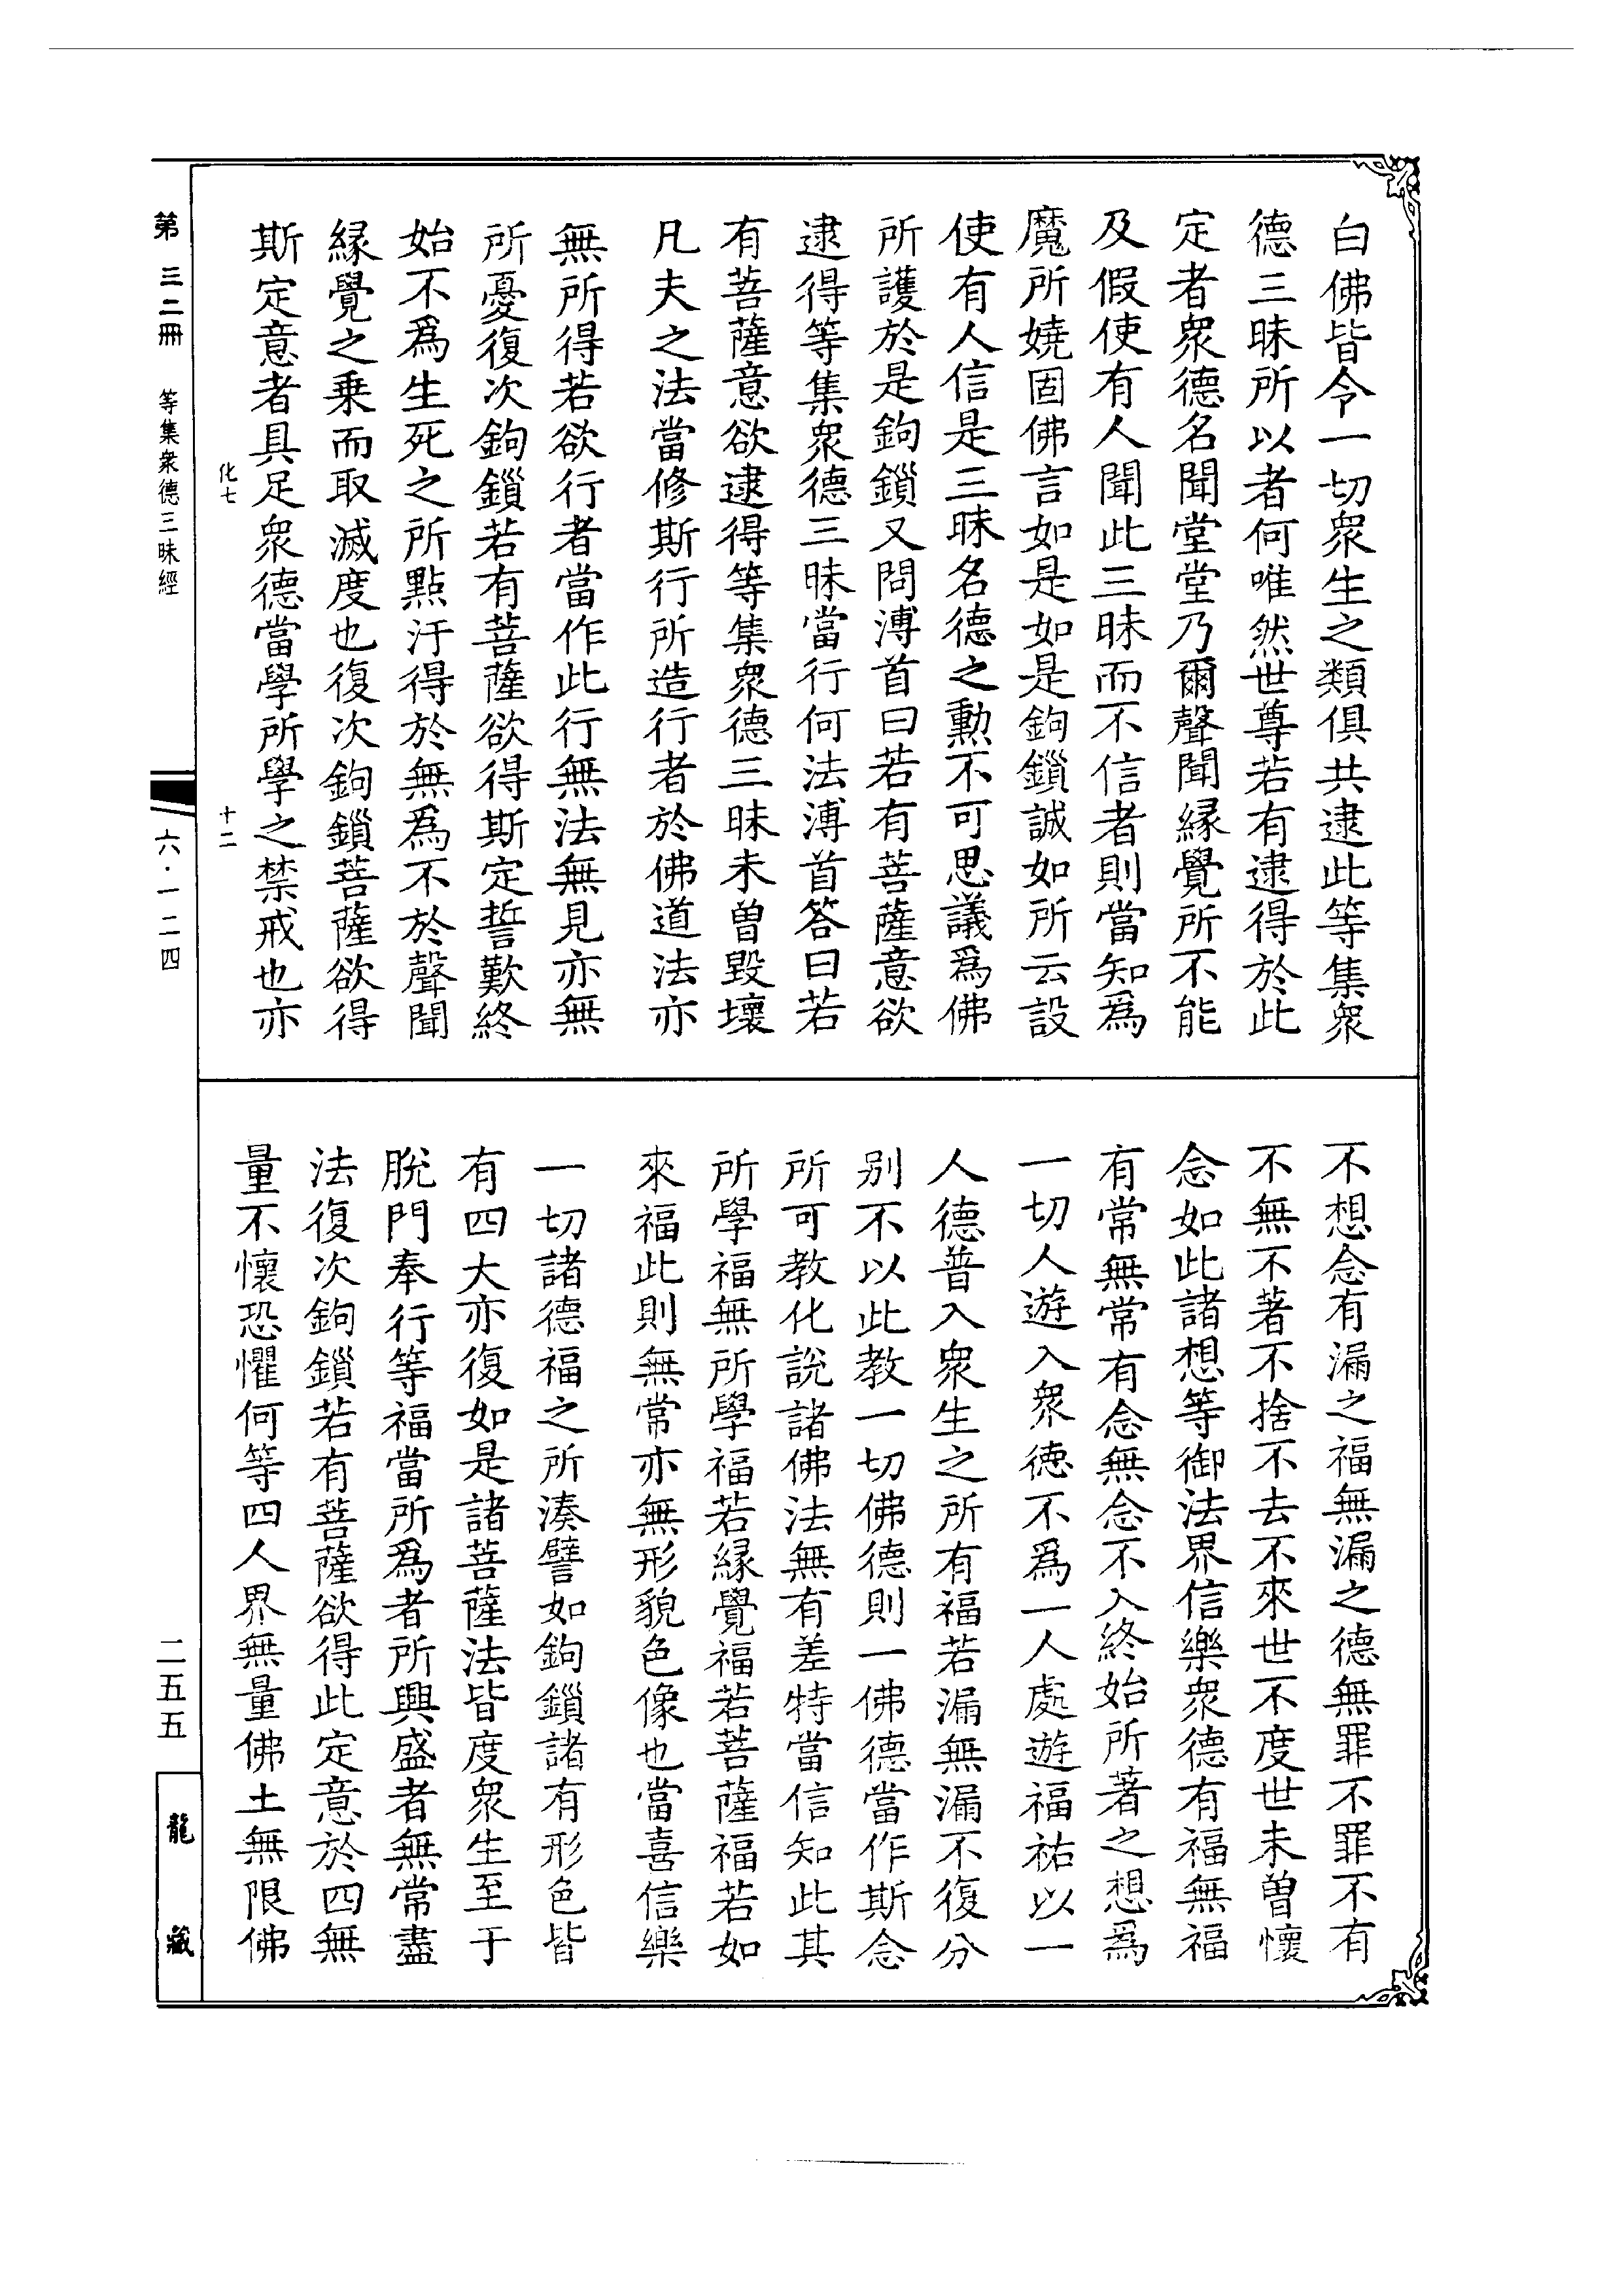 白佛皆令一切衆生之類俱共逮此等集衆
德三昧所以者何唯然世尊若有逮得於此
定者衆德名聞堂堂乃爾聲聞縁覺所不能
及假使有人聞此三昧而不信者則當知爲
魔所嬈固佛言如是如是鉤鎖誠如所云設
使有人信是三昧名德之勲不可思議爲佛
所護於是鉤鎖又問溥首曰若有菩薩意欲
逮得等集衆德三昧當行何法溥首答曰若
有菩薩意欲逮得等集衆德三昧未曽毀壞
凡夫之法當修斯行所造行者於佛道法亦
無所得若欲行者當作此行無法無見亦無
所憂復次鉤鎖若有菩薩欲得斯定誓歎終
始不爲生死之所點汙得於無爲不於聲聞
縁覺之乗而取滅度也復次鉤鎖菩薩欲得
斯定意者具足衆德當學所學之禁戒也亦
化七
十二
不想念有漏之福無漏之德無罪不罪不有
不無不著不捨不去不來世不度世未曽懷
念如此諸想等御法界信樂衆德有福無福
有常無常有念無念不入終始所著之想爲
一切人遊入衆德不爲一人處遊福祐以一
人德普入衆生之所有福若漏無漏不復分
别不以此教一切佛德則一佛德當作斯念
所可教化說諸佛法無有差特當信知此其
所學福無所學福若縁覺福若菩薩福若如
來福此則無常亦無形貌色像也當喜信樂
一切諸德福之所湊譬如鉤鎖諸有形色皆
有四大亦復如是諸菩薩法皆度衆生至于
脫門奉行等福當所爲者所興盛者無常盡
法復次鉤鎖若有菩薩欲得此定意於四無
量不懷恐懼何等四人界無量佛土無限佛
第三二冊
等集衆德三昧經
六·一二四
二五五
龍藏